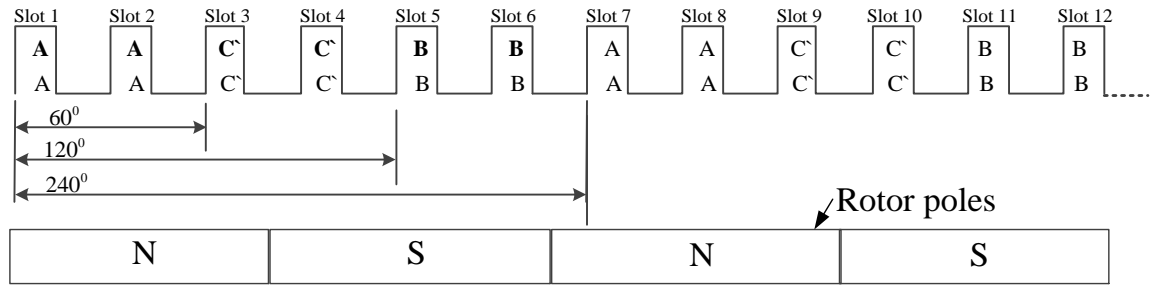 Slot 1 Slot 2 Slot 3 Slot 4 Slot 5 Slot 6 Slot 7 Slot 8 Slot 9 Slot 10 Slot 11 Slot 12
A A C` C` B B A A C` C` B B
A A C` C` B B A A C` C` B B
60⁰
120⁰
240⁰
Rotor poles
N S N S